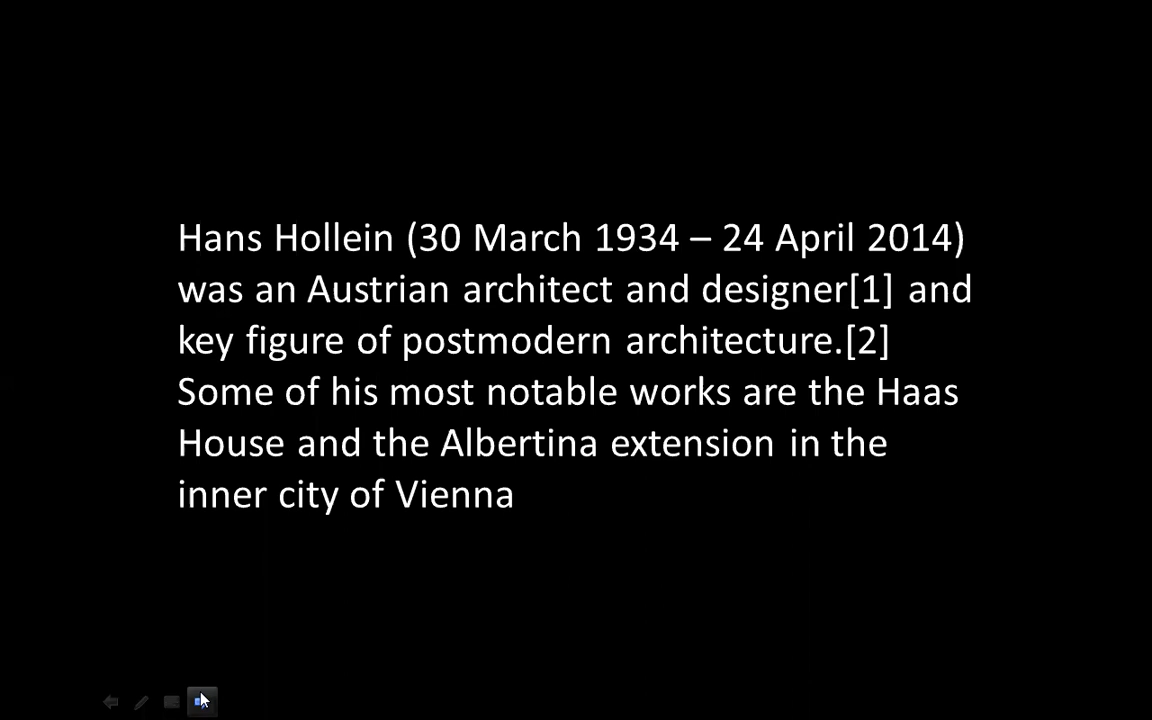 Hans Hollein (30 March 1934 – 24 April 2014)
was an Austrian architect and designer[1] and
key figure of postmodern architecture.[2]
Some of his most notable works are the Haas
House and the Albertina extension in the
inner city of Vienna